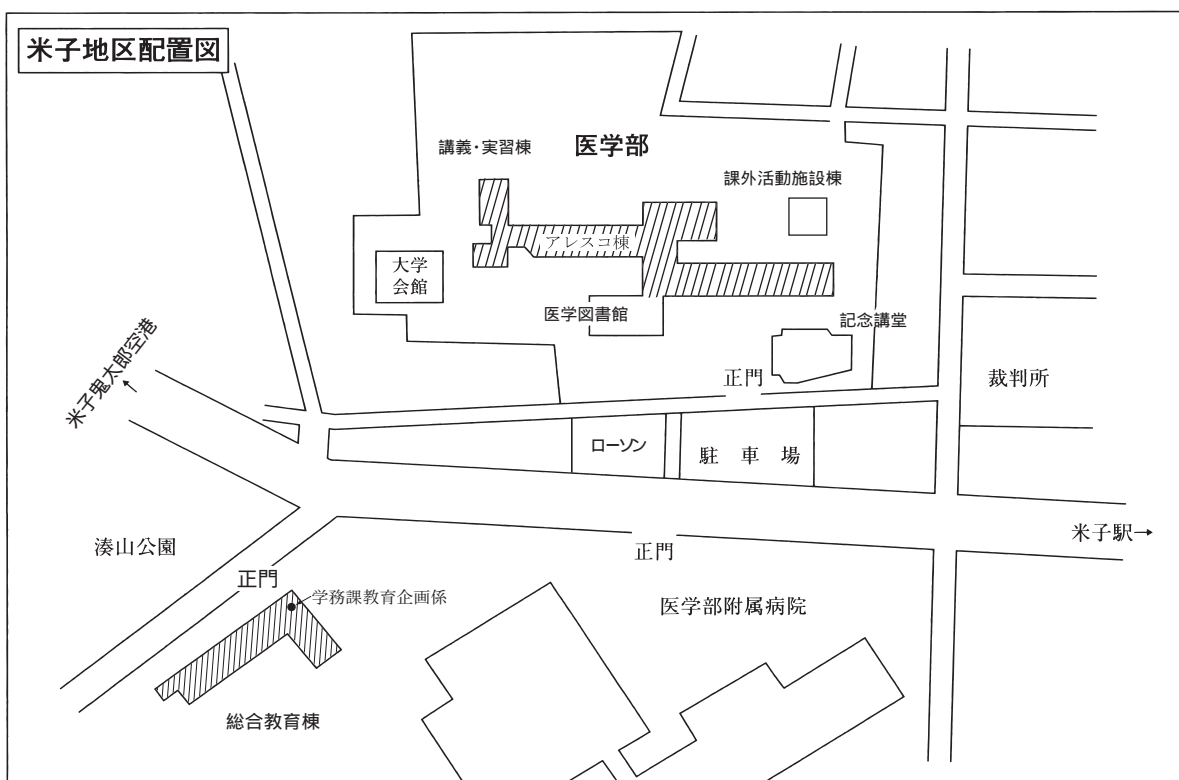 米子地区配置図
医学部
講義・実習棟
課外活動施設棟
アレスコ棟
大学
会館
医学図書館
記念講堂
正門
裁判所
米子鬼太郎空港
↑
ローソン
駐 車 場
米子駅→
湊山公園
正門
正門
学務課教育企画係
医学部附属病院
総合教育棟